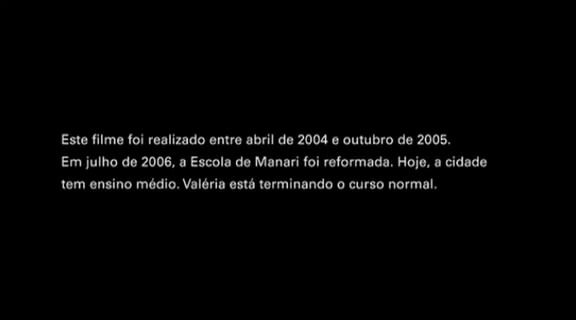 Este filme foi realizado entre abril de 2004 e outubro de 2005.
Em julho de 2006, a Escola de Manari foi reformada. Hoje, a cidade
tem ensino médio. Valéria está terminando o curso normal.